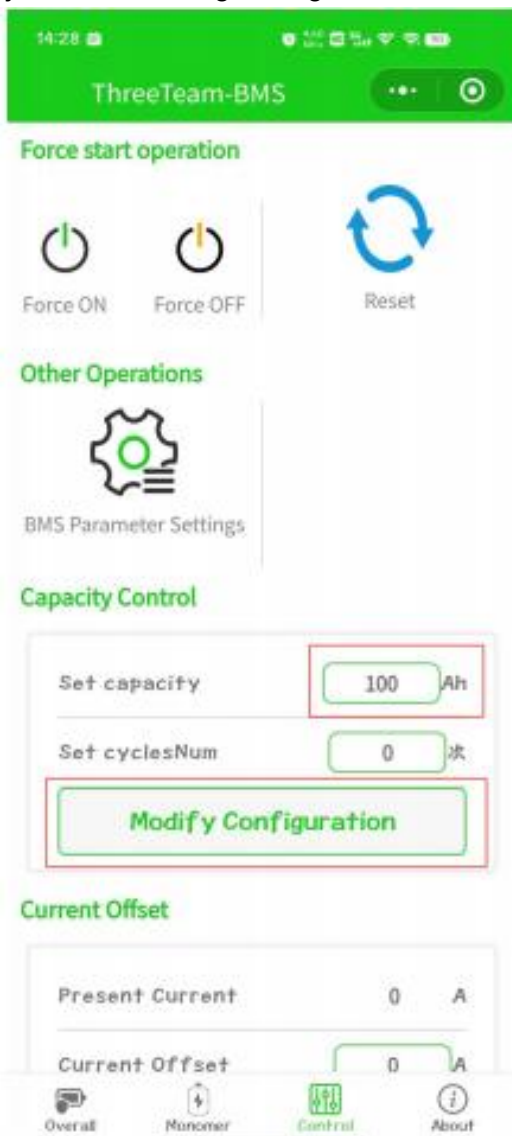 14:28
ThreeTeam-BMS
Force start operation
Force ON Force OFF Reset
Other Operations
BMS Parameter Settings
Capacity Control
Set capacity 100 Ah
Set cyclesNum 0 次
Modify Configuration
Current Offset
Present Current 0 A
Current Offset 0 A
Overall Monomer Control About